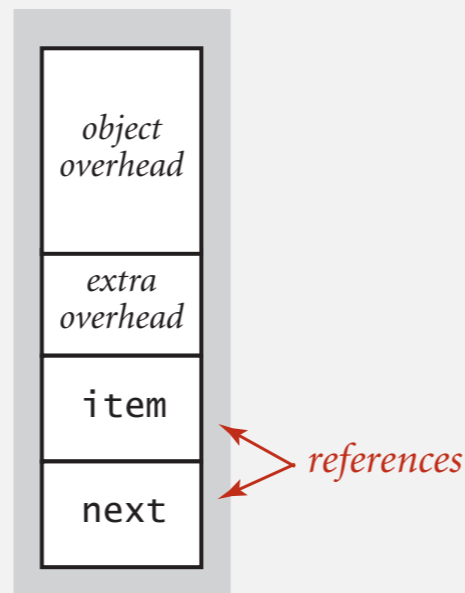 object
overhead
extra
overhead
item
references
next